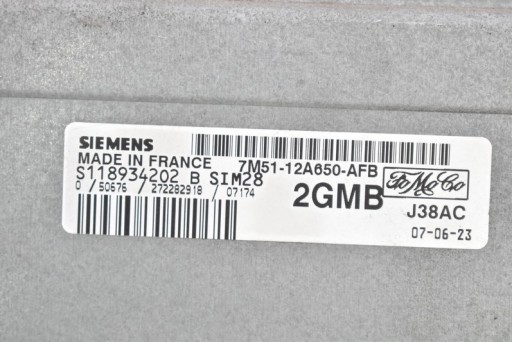 SIEMENS
MADE IN FRANCE 7M51-12A650-AFB
S118934202 B SIM28
0 / 50676 / 272282918 / 07174
2GMB
FoMoCo
J38AC
07-06-23